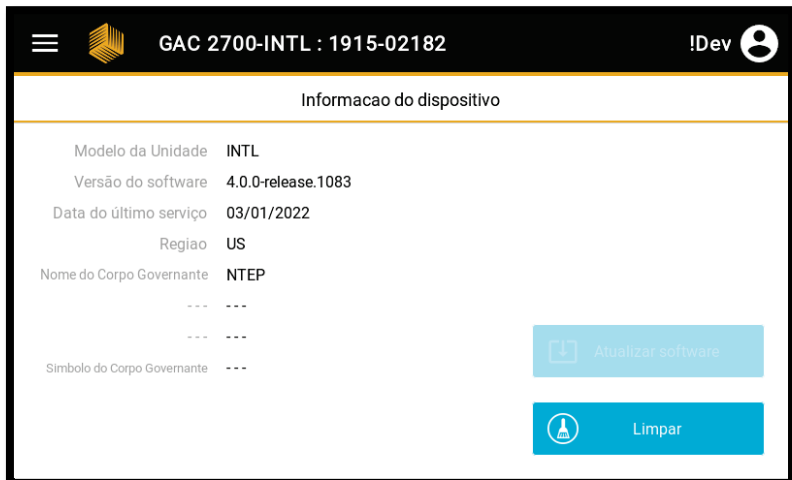 GAC 2700-INTL : 1915-02182 !Dev
Informacao do dispositivo
Modelo da Unidade INTL
Versão do software 4.0.0-release.1083
Data do último serviço 03/01/2022
Regiao US
Nome do Corpo Governante NTEP
--- ---
--- ---
Atualizar software
Simbolo do Corpo Governante ---
Limpar